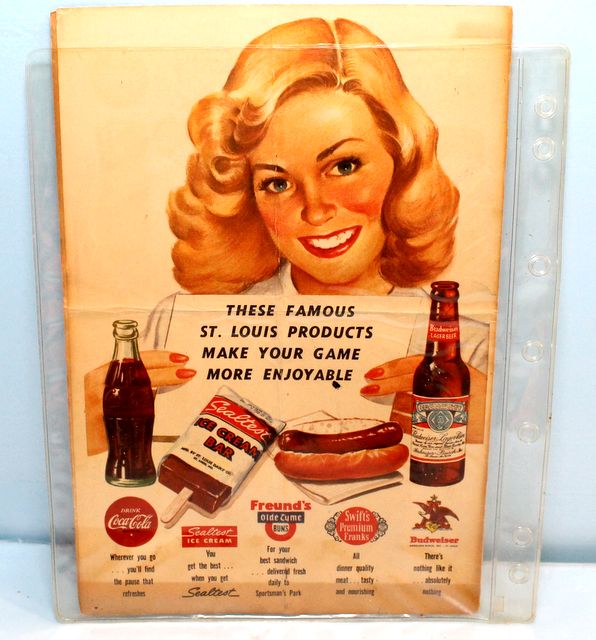 THESE FAMOUS
ST. LOUIS PRODUCTS
MAKE YOUR GAME
MORE ENJOYABLE
Budweiser
LAGER BEER
Sealtest
ICE CREAM
BAR
Budweiser
DRINK
Coca-Cola
Wherever you go
. . . you'll find
the pause that
refreshes
Sealtest
ICE CREAM
You
get the best . . .
when you get
Sealtest
Freund's
Olde Tyme
BUNS
For your
best sandwich
. . . delivered fresh
daily to
Sportsman's Park
Swift's
Premium
Franks
All
dinner quality
meat . . . tasty
and nourishing
Budweiser
There's
nothing like it
. . . absolutely
nothing